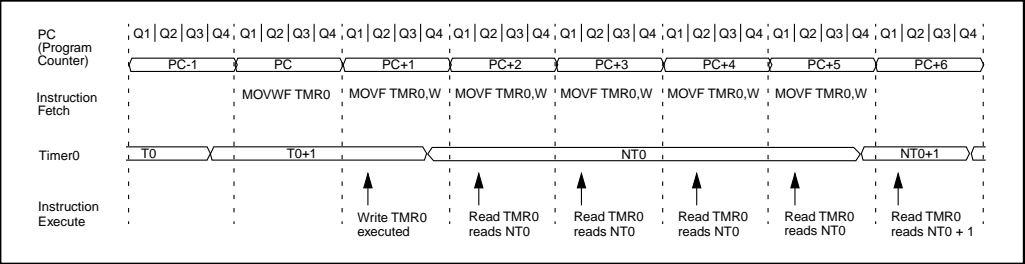 PC
(Program
Counter)
Q1 Q2 Q3 Q4 Q1 Q2 Q3 Q4 Q1 Q2 Q3 Q4 Q1 Q2 Q3 Q4 Q1 Q2 Q3 Q4 Q1 Q2 Q3 Q4 Q1 Q2 Q3 Q4 Q1 Q2 Q3 Q4
PC-1 PC PC+1 PC+2 PC+3 PC+4 PC+5 PC+6
Instruction
Fetch
MOVWF TMR0 MOVF TMR0,W MOVF TMR0,W MOVF TMR0,W MOVF TMR0,W MOVF TMR0,W
Timer0
T0 T0+1 NT0 NT0+1
Instruction
Execute
Write TMR0
executed
Read TMR0
reads NT0
Read TMR0
reads NT0
Read TMR0
reads NT0
Read TMR0
reads NT0
Read TMR0
reads NT0 + 1